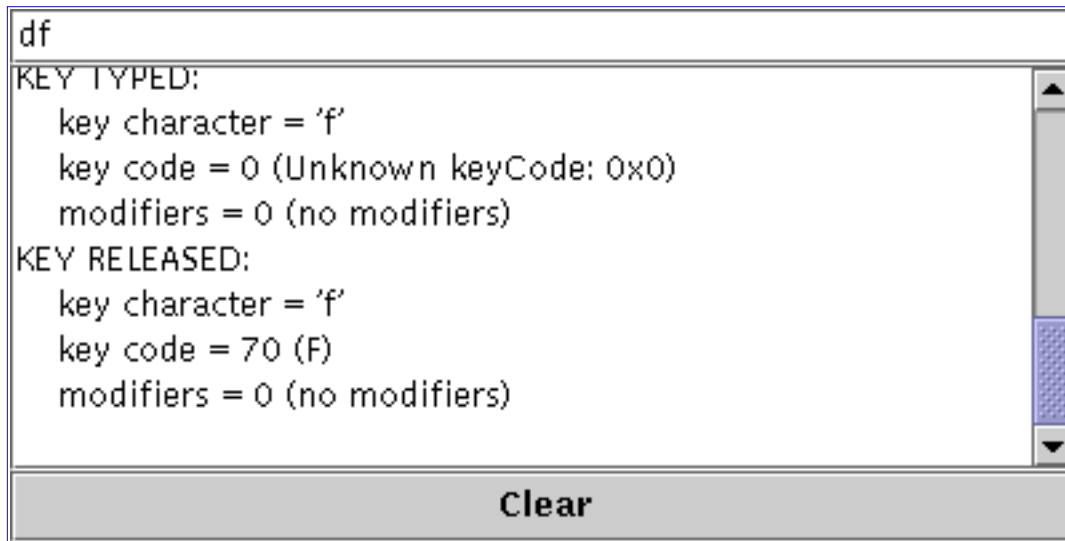 df
KEY TYPED:
key character = 'f'
key code = 0 (Unknown keyCode: 0x0)
modifiers = 0 (no modifiers)
KEY RELEASED:
key character = 'f'
key code = 70 (F)
modifiers = 0 (no modifiers)
Clear